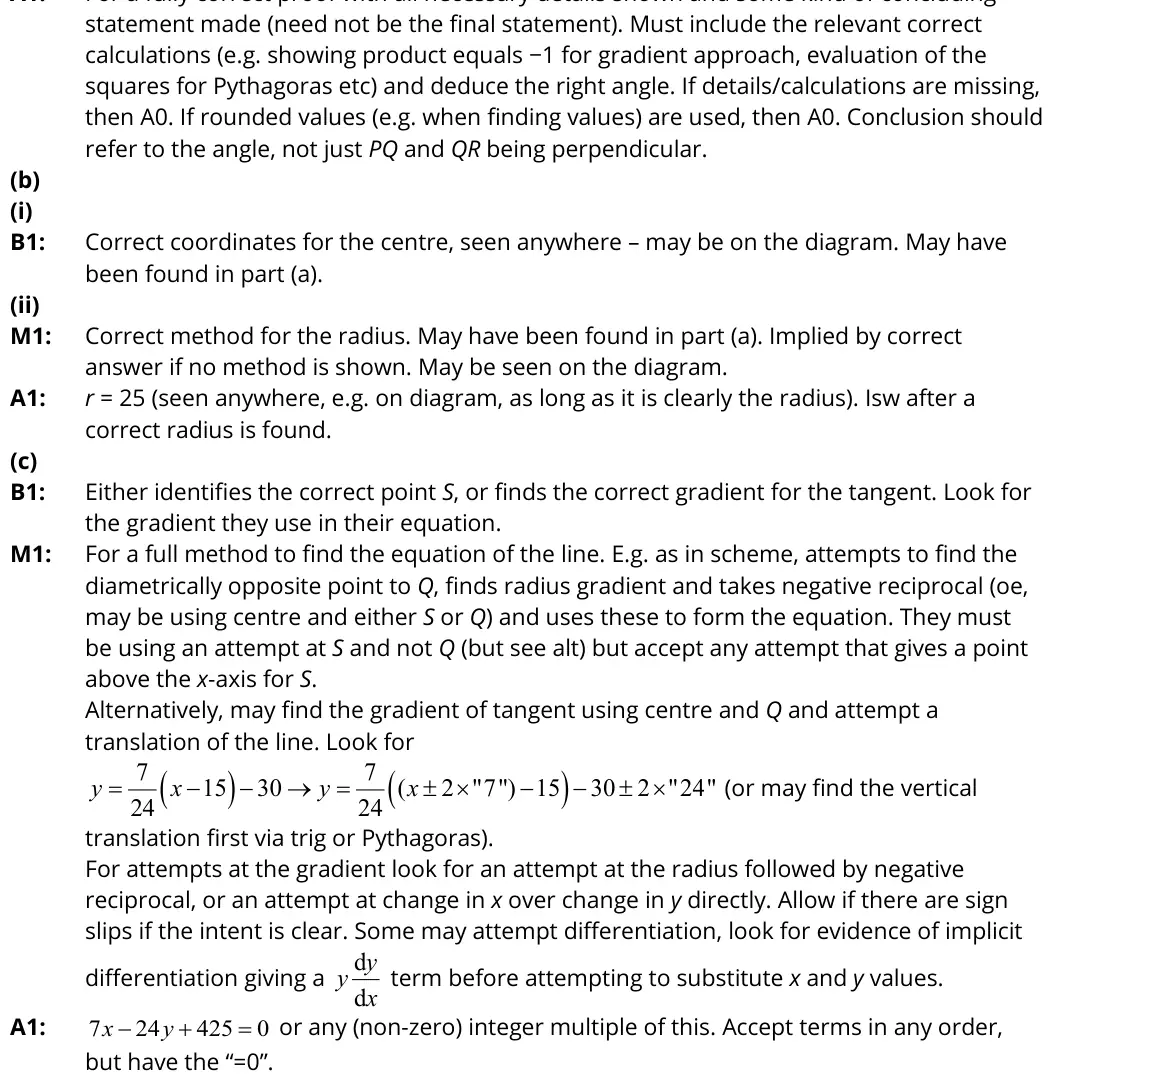 statement made (need not be the final statement). Must include the relevant correct
calculations (e.g. showing product equals −1 for gradient approach, evaluation of the
squares for Pythagoras etc) and deduce the right angle. If details/calculations are missing,
then A0. If rounded values (e.g. when finding values) are used, then A0. Conclusion should
refer to the angle, not just PQ and QR being perpendicular.
(b)
(i)
B1: Correct coordinates for the centre, seen anywhere – may be on the diagram. May have
been found in part (a).
(ii)
M1: Correct method for the radius. May have been found in part (a). Implied by correct
answer if no method is shown. May be seen on the diagram.
A1: r = 25 (seen anywhere, e.g. on diagram, as long as it is clearly the radius). Isw after a
correct radius is found.
(c)
B1: Either identifies the correct point S, or finds the correct gradient for the tangent. Look for
the gradient they use in their equation.
M1: For a full method to find the equation of the line. E.g. as in scheme, attempts to find the
diametrically opposite point to Q, finds radius gradient and takes negative reciprocal (oe,
may be using centre and either S or Q) and uses these to form the equation. They must
be using an attempt at S and not Q (but see alt) but accept any attempt that gives a point
above the x-axis for S.
Alternatively, may find the gradient of tangent using centre and Q and attempt a
translation of the line. Look for
y = 7/24 (x − 15) − 30 → y = 7/24 ((x ± 2 × "7") − 15) − 30 ± 2 × "24" (or may find the vertical
translation first via trig or Pythagoras).
For attempts at the gradient look for an attempt at the radius followed by negative
reciprocal, or an attempt at change in x over change in y directly. Allow if there are sign
slips if the intent is clear. Some may attempt differentiation, look for evidence of implicit
differentiation giving a y dy/dx term before attempting to substitute x and y values.
A1: 7x − 24y + 425 = 0 or any (non-zero) integer multiple of this. Accept terms in any order,
but have the “=0”.